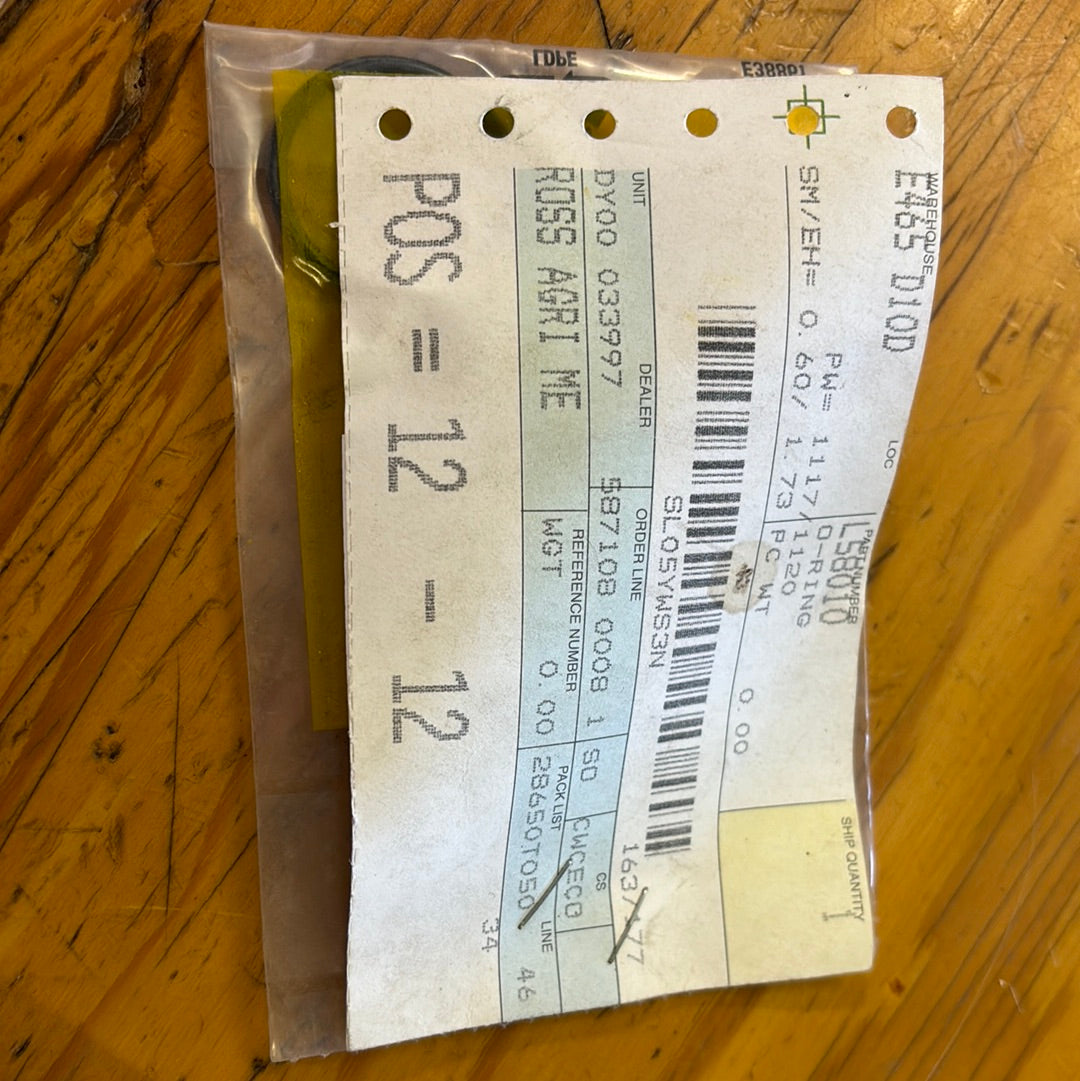 WAREHOUSE
LOC
PART NUMBER
SHIP QUANTITY
E465 D10D
L58010
1
PW= 1117/1120
O-RING
SM/EH= 0.60/ 1.73
PC WT
0.00
SL05YWS3N
163/177
UNIT
DEALER
ORDER LINE
CS
DY00 033997
587108 0008 1
SO
CWCECO
REFERENCE NUMBER
PACK LIST
LINE
ROSS AGRI ME
WGT
0.00
28650T050
46
34
POS = 12 - 12